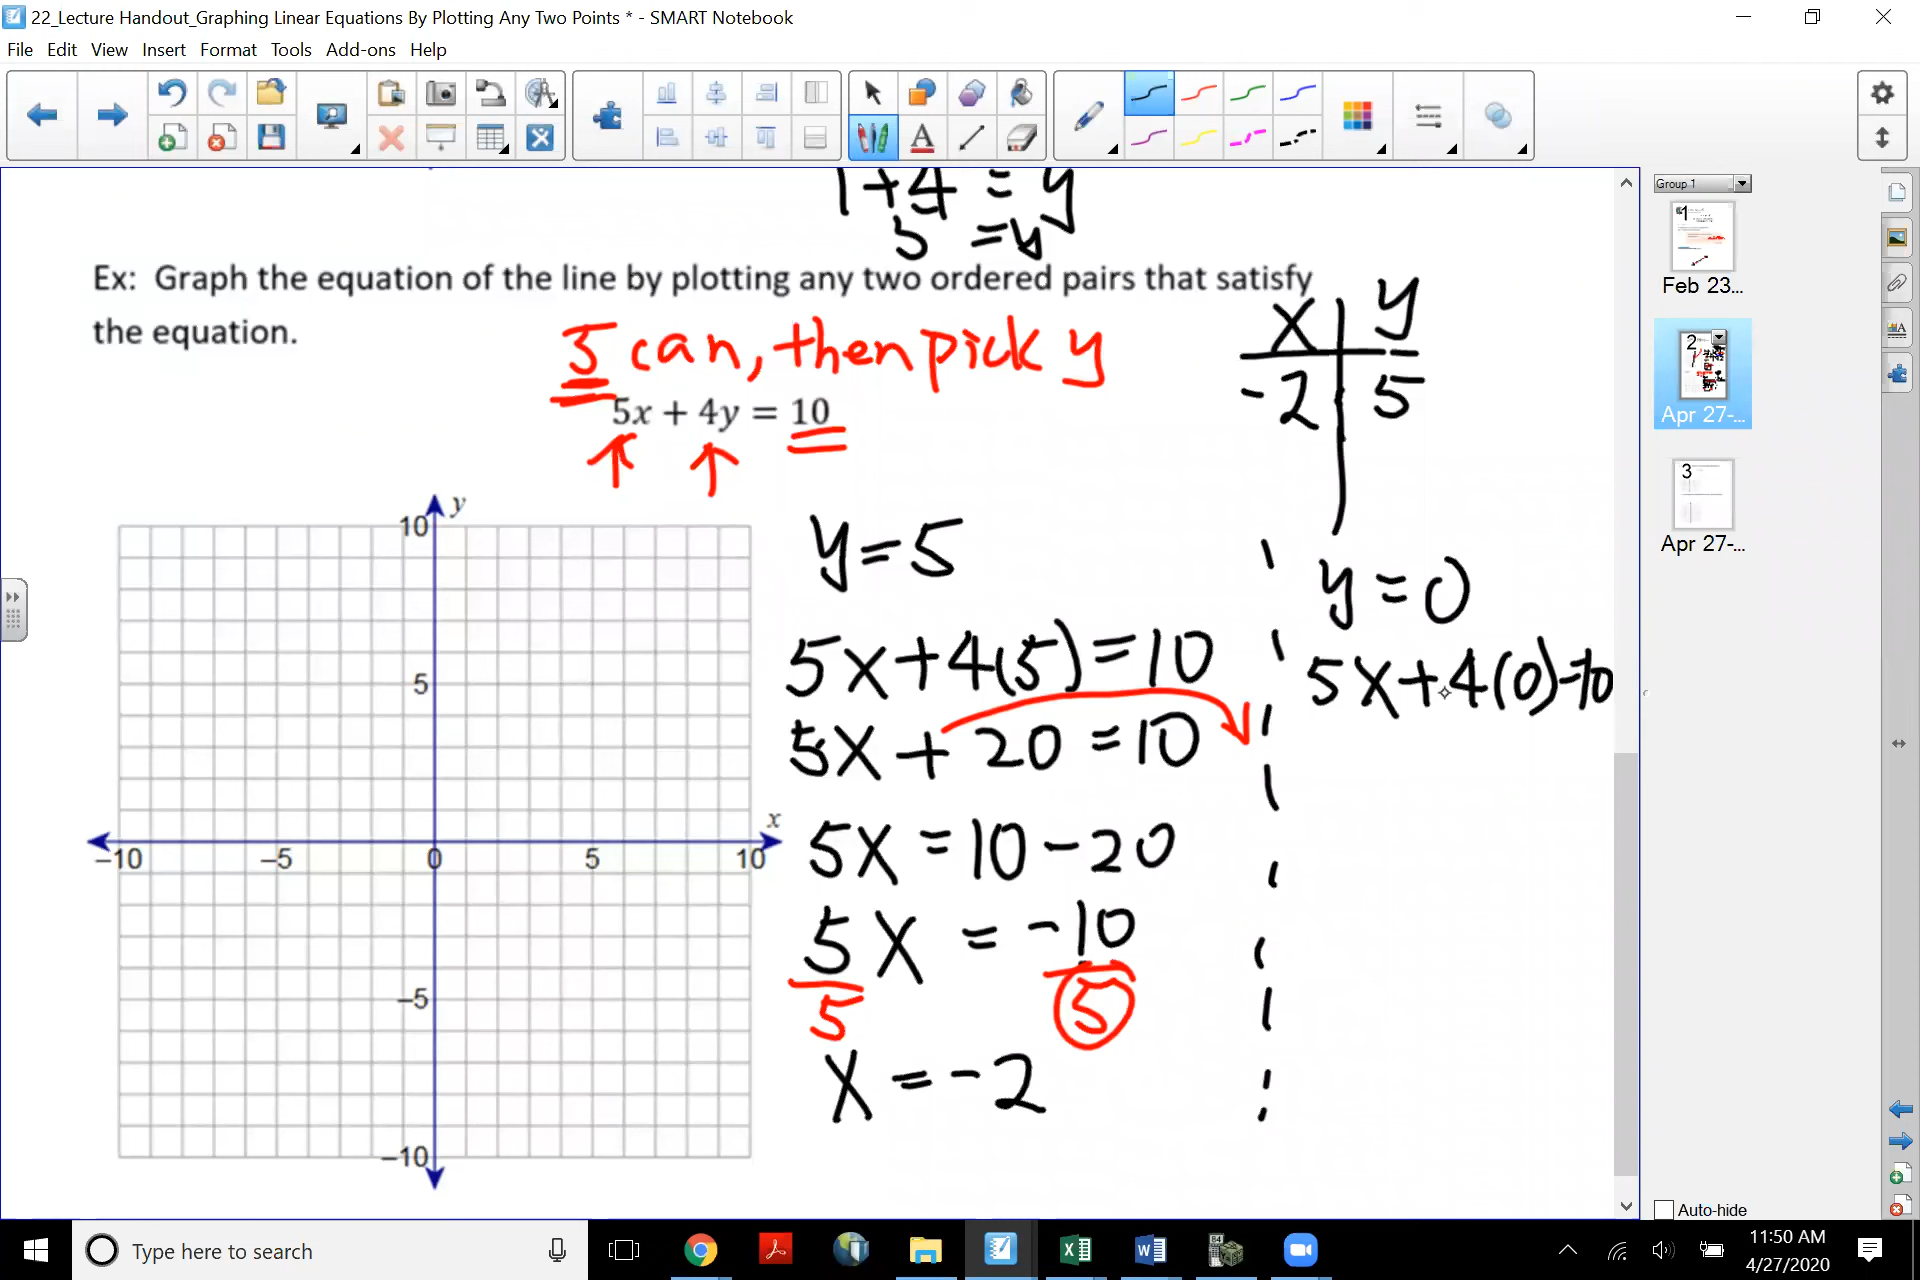 22_Lecture Handout_Graphing Linear Equations By Plotting Any Two Points * - SMART Notebook
File Edit View Insert Format Tools Add-ons Help
Group 1
1
Feb 23...
2
Apr 27-...
3
Apr 27-...
1+4 = y
5 = y
Ex: Graph the equation of the line by plotting any two ordered pairs that satisfy
the equation.
5 can, then pick y
5x + 4y = 10
x y
-2 5
y
10
5
x
-10 -5 0 5 10
-5
-10
y=5
5x+4(5)=10
5x + 20 = 10
5x = 10-20
5x = -10
5 5
x = -2
y = 0
5x+4(0)=10
Auto-hide
Type here to search
11:50 AM
4/27/2020